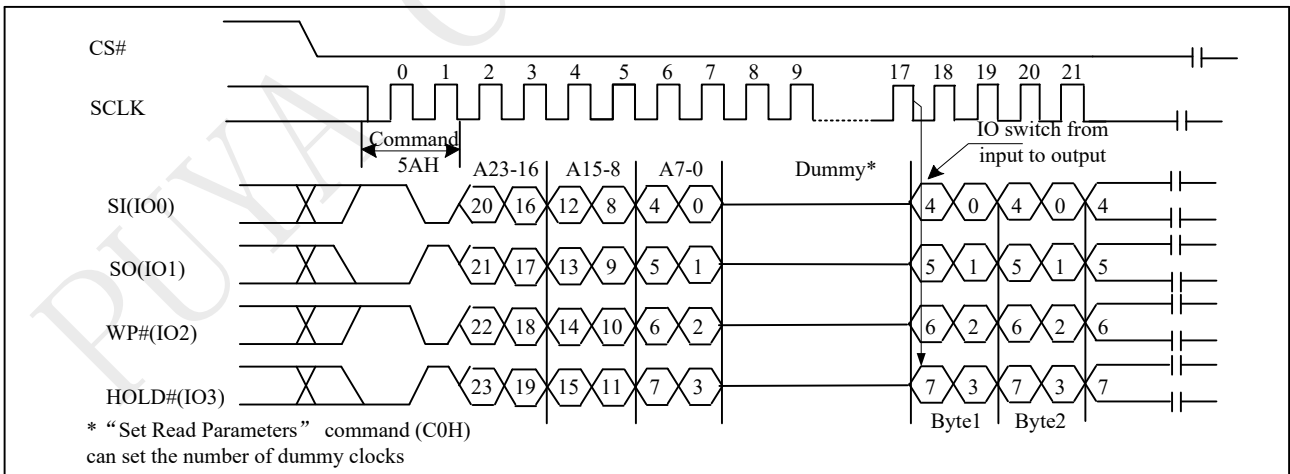 PUYA
CS#
0 1 2 3 4 5 6 7 8 9 17 18 19 20 21
SCLK
Command
5AH
IO switch from
input to output
A23-16 A15-8 A7-0 Dummy*
SI(IO0) 20 16 12 8 4 0 4 0 4 0 4
SO(IO1) 21 17 13 9 5 1 5 1 5 1 5
WP#(IO2) 22 18 14 10 6 2 6 2 6 2 6
HOLD#(IO3) 23 19 15 11 7 3 7 3 7 3 7
Byte1 Byte2
* “Set Read Parameters” command (C0H)
can set the number of dummy clocks